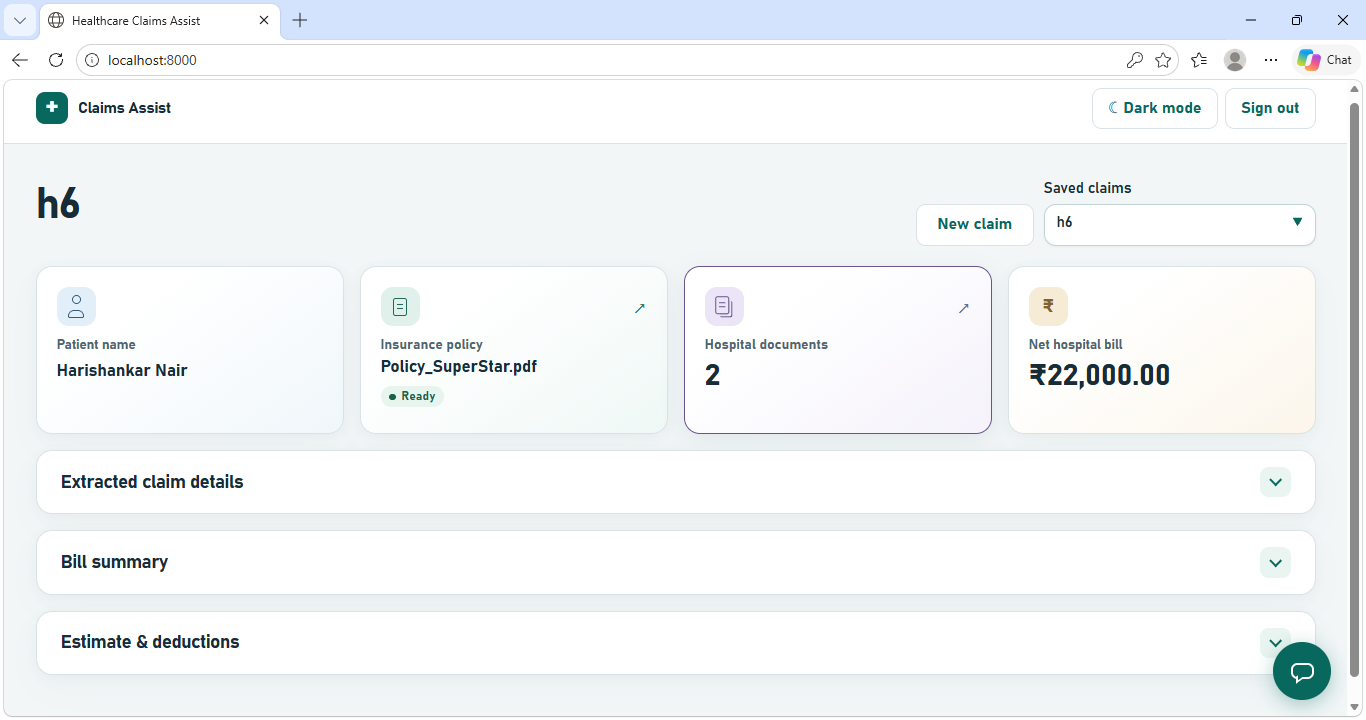 Healthcare Claims Assist
localhost:8000
Chat
Claims Assist
Dark mode
Sign out
h6
Saved claims
New claim
h6
Patient name
Harishankar Nair
Insurance policy
Policy_SuperStar.pdf
Ready
Hospital documents
2
₹
Net hospital bill
₹22,000.00
Extracted claim details
Bill summary
Estimate & deductions